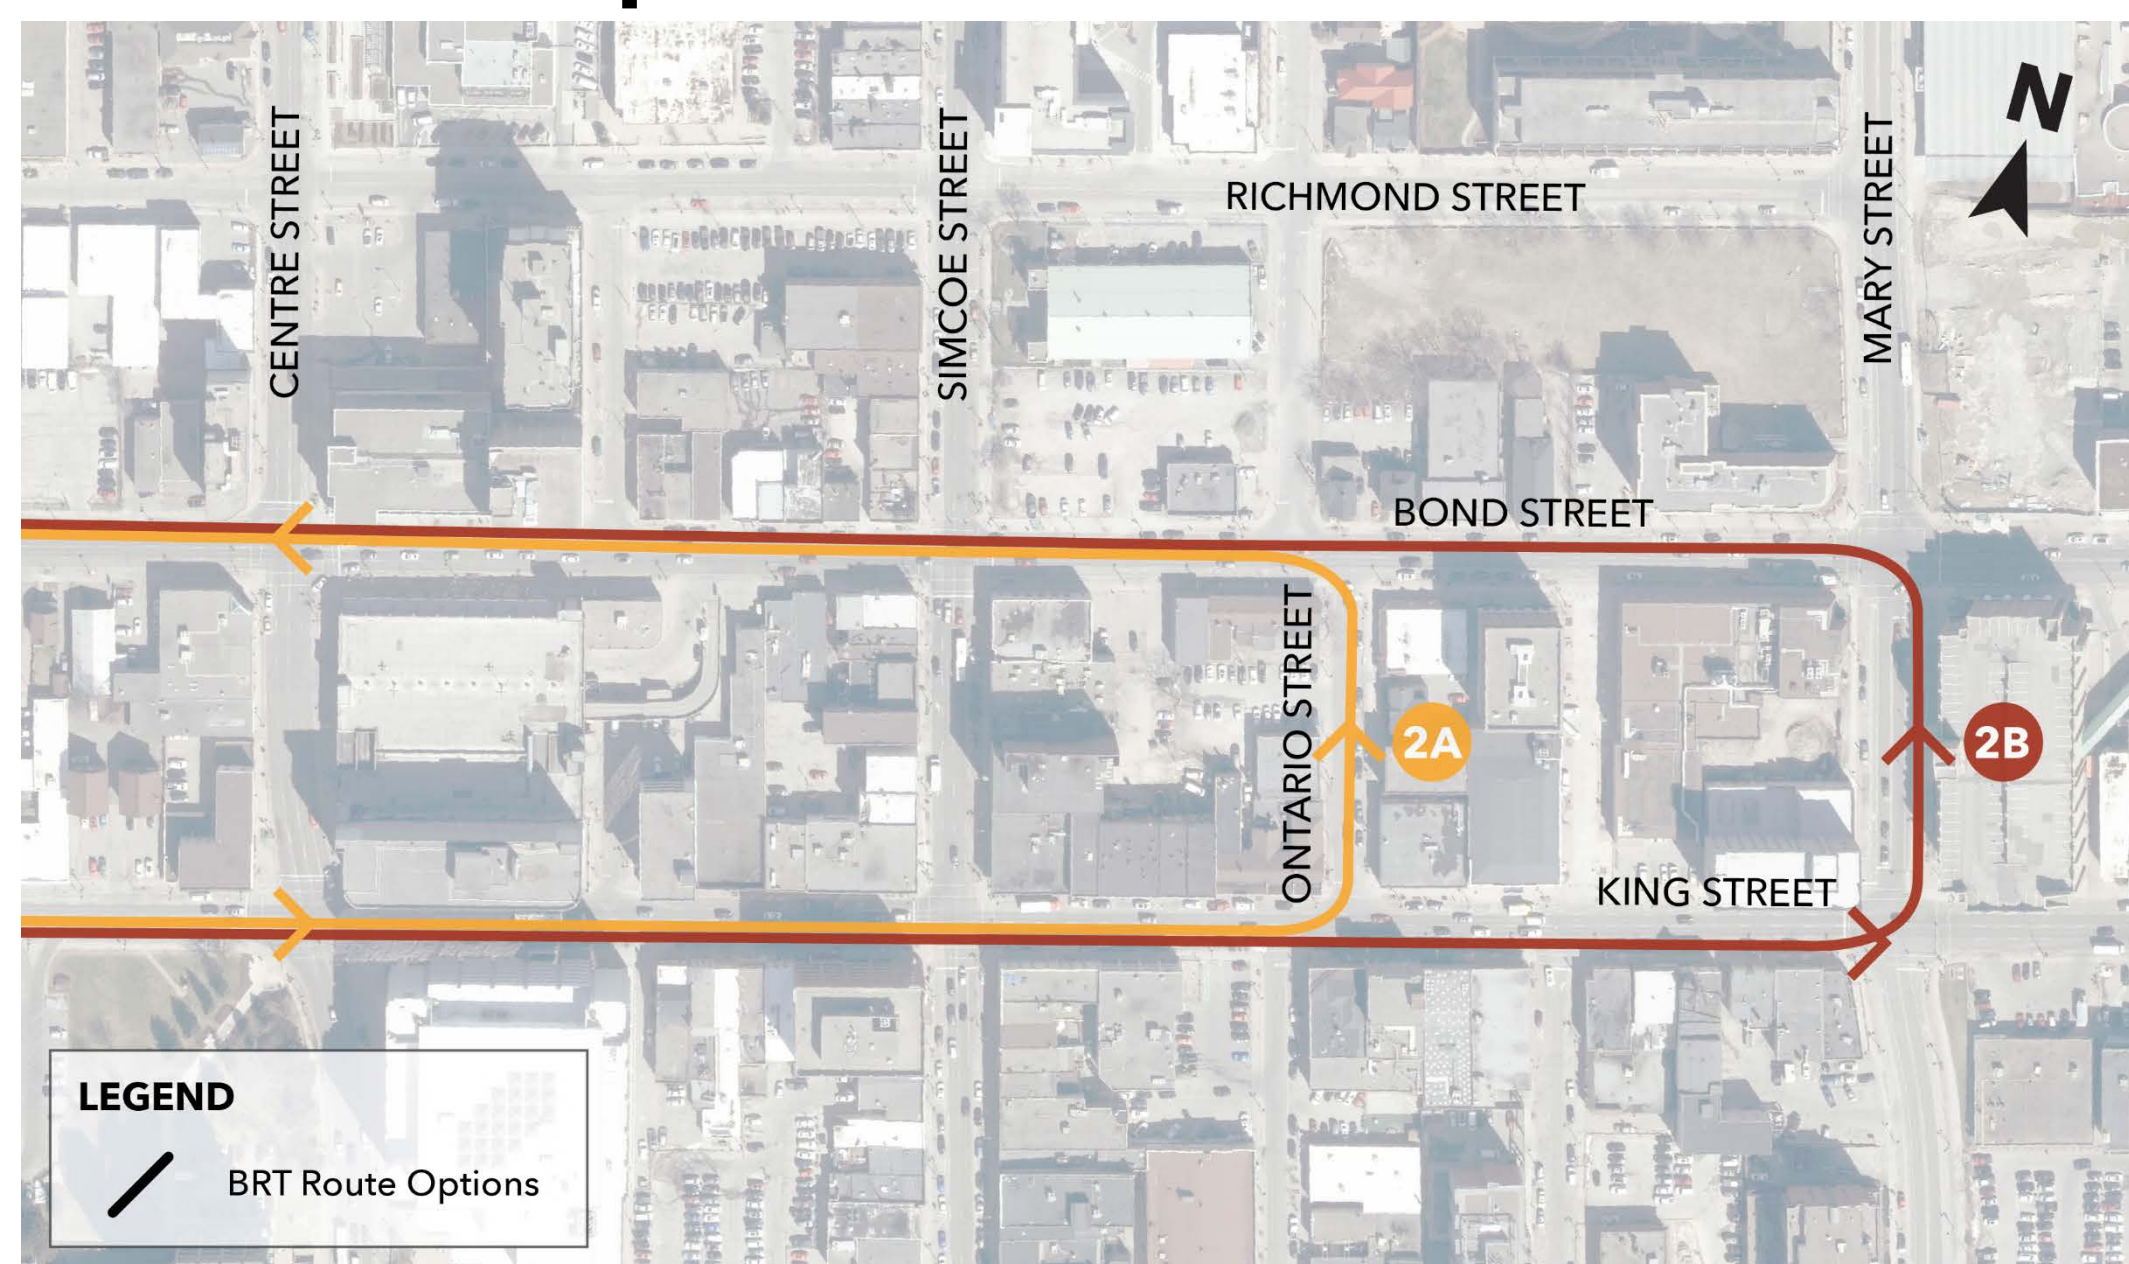 N
CENTRE STREET
SIMCOE STREET
RICHMOND STREET
MARY STREET
BOND STREET
ONTARIO STREET
2A
2B
KING STREET
LEGEND
BRT Route Options